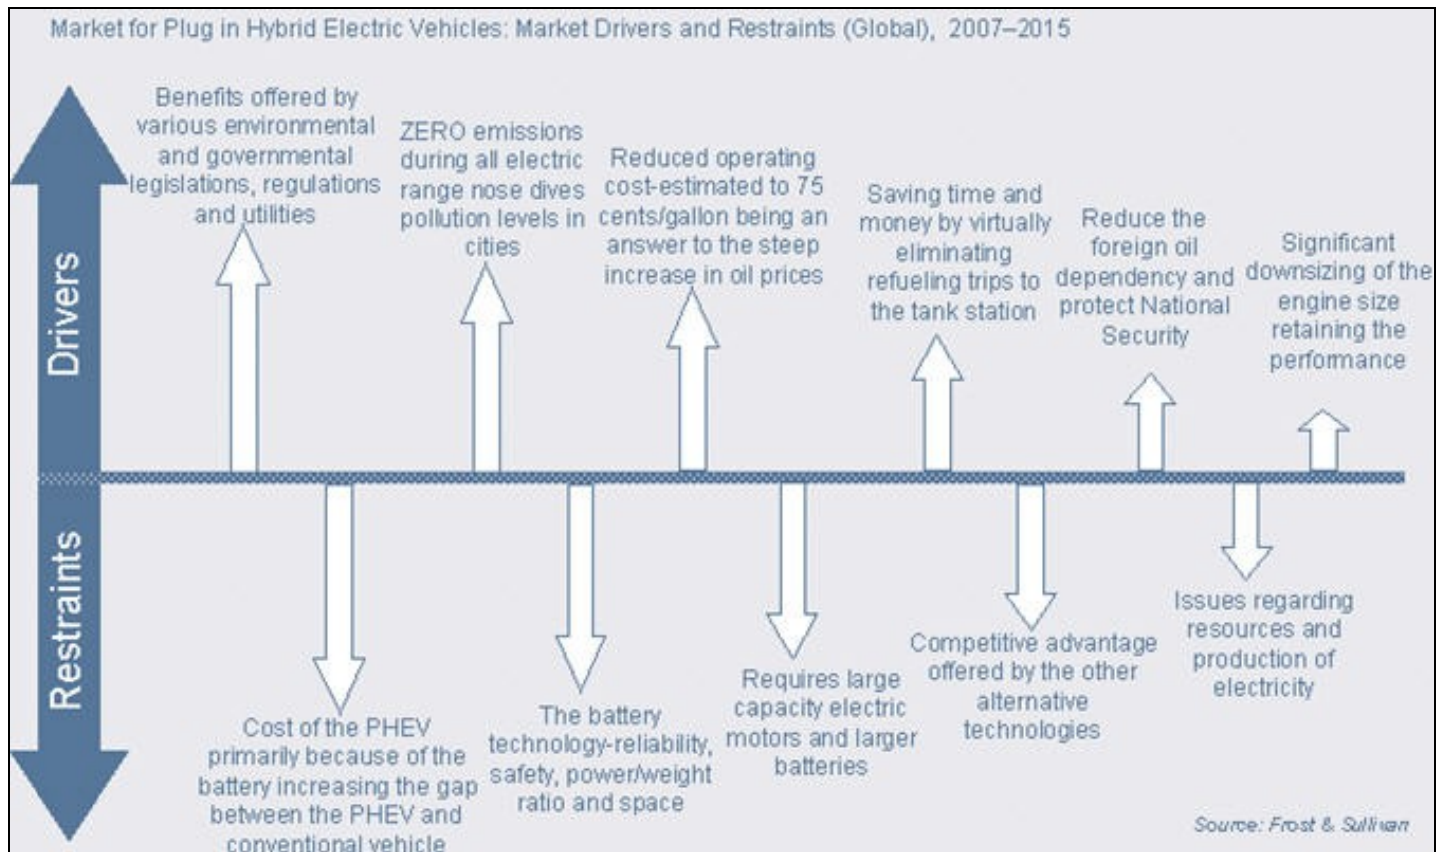 Market for Plug in Hybrid Electric Vehicles: Market Drivers and Restraints (Global), 2007–2015
Drivers
Benefits offered by
various environmental
and governmental
legislations, regulations
and utilities
ZERO emissions
during all electric
range nose dives
pollution levels in
cities
Reduced operating
cost-estimated to 75
cents/gallon being an
answer to the steep
increase in oil prices
Saving time and
money by virtually
eliminating
refueling trips to
the tank station
Reduce the
foreign oil
dependency and
protect National
Security
Significant
downsizing of the
engine size
retaining the
performance
Restraints
Cost of the PHEV
primarily because of the
battery increasing the gap
between the PHEV and
conventional vehicle
The battery
technology-reliability,
safety, power/weight
ratio and space
Requires large
capacity electric
motors and larger
batteries
Competitive advantage
offered by the other
alternative
technologies
Issues regarding
resources and
production of
electricity
Source: Frost & Sullivan